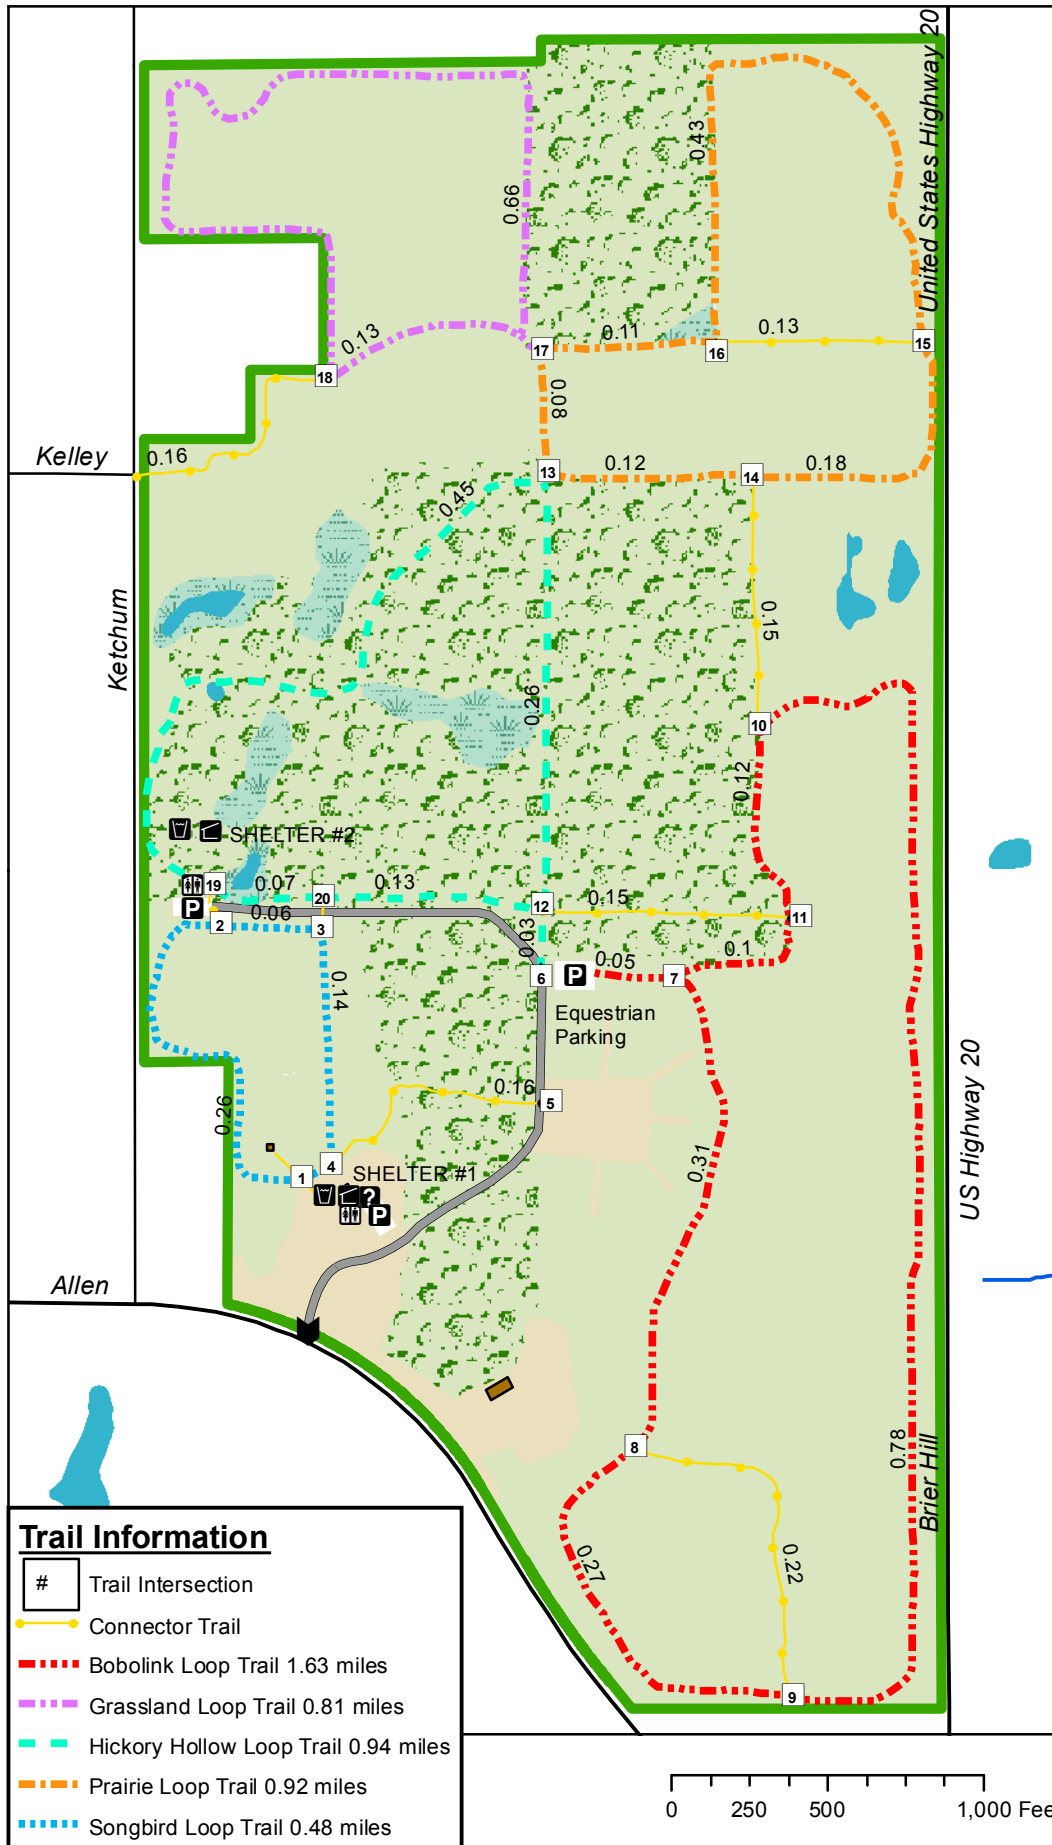 United States Highway 20
0.43
0.66
0.11
0.13
15
17
16
0.13
18
0.08
Kelley
0.16
13
0.12
14
0.18
0.45
Ketchum
0.15
0.26
10
0.12
SHELTER #2
19
0.07
20
0.13
12
0.15
11
P
0.06
2
3
0.03
0.1
0.05
6
P
7
0.14
Equestrian
Parking
US Highway 20
0.16
5
0.26
0.31
4
SHELTER #1
1
?
P
Allen
8
0.78
Brier Hill
0.27
0.22
9
Trail Information
# Trail Intersection
Connector Trail
Bobolink Loop Trail 1.63 miles
Grassland Loop Trail 0.81 miles
Hickory Hollow Loop Trail 0.94 miles
Prairie Loop Trail 0.92 miles
Songbird Loop Trail 0.48 miles
0 250 500 1,000 Fee